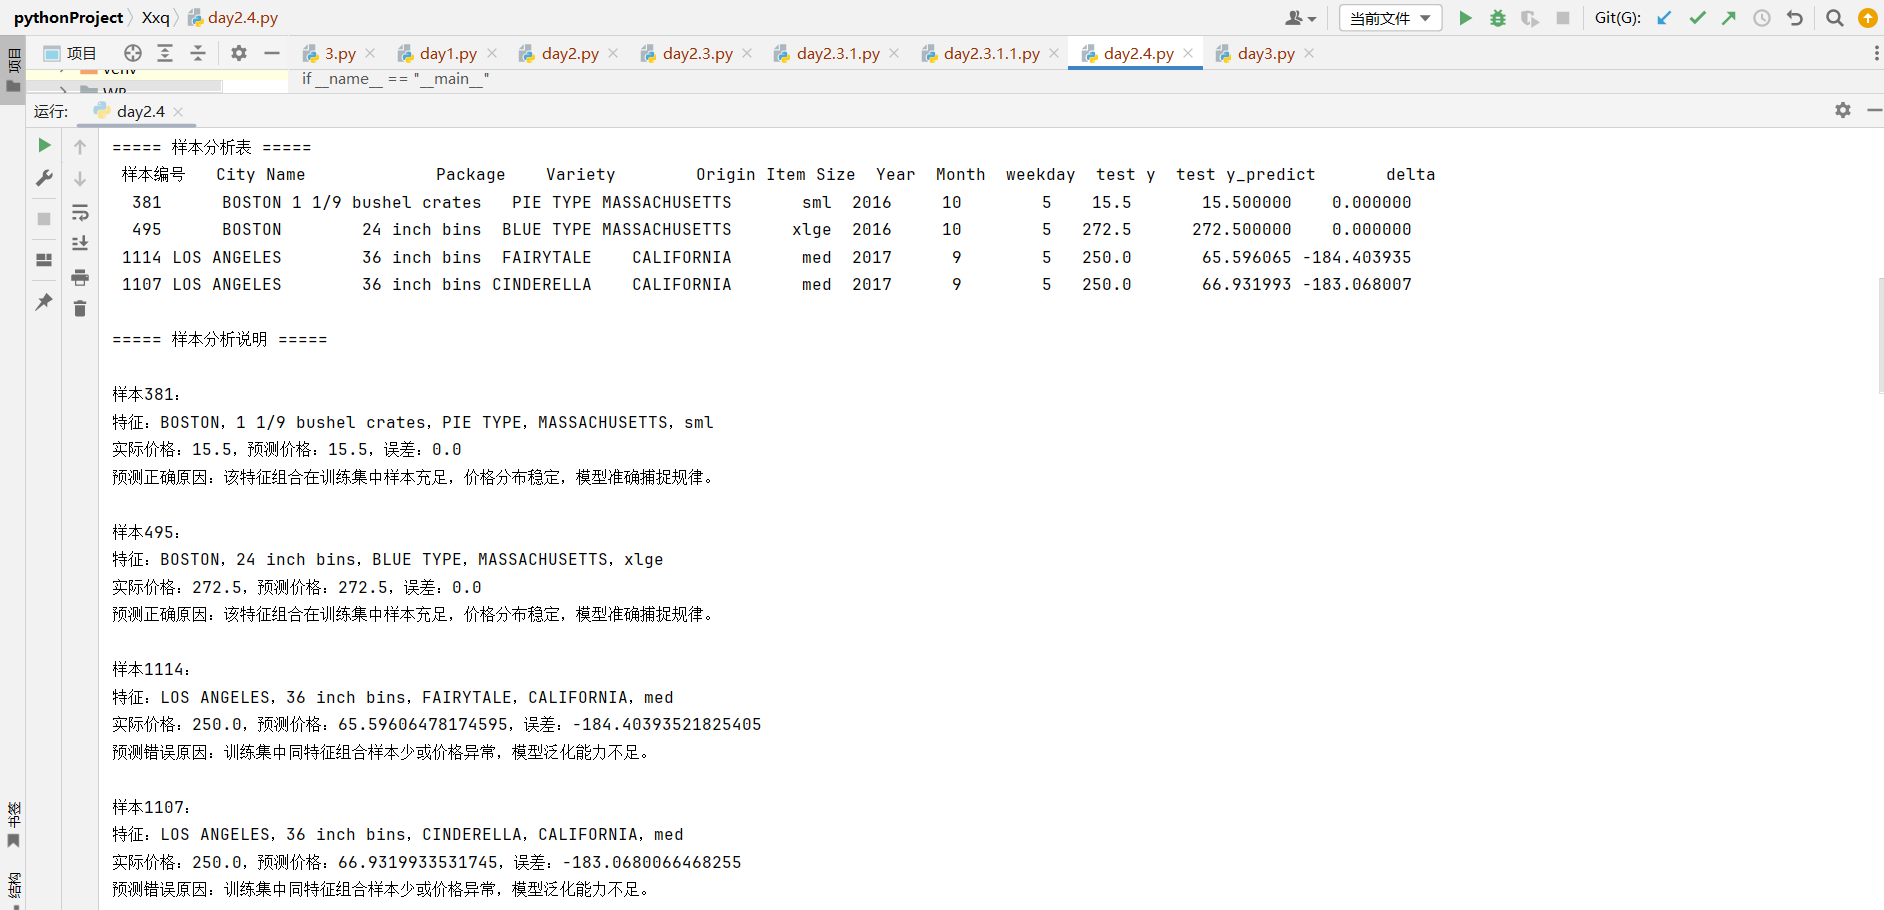 pythonProject Xxq day2.4.py 当前文件 Git(G):
项目 项目 3.py day1.py day2.py day2.3.py day2.3.1.py day2.3.1.1.py day2.4.py day3.py
venv
if __name__ == "__main__"
运行: day2.4
===== 样本分析表 =====
样本编号 City Name Package Variety Origin Item Size Year Month weekday test y test y_predict delta
381 BOSTON 1 1/9 bushel crates PIE TYPE MASSACHUSETTS sml 2016 10 5 15.5 15.500000 0.000000
495 BOSTON 24 inch bins BLUE TYPE MASSACHUSETTS xlge 2016 10 5 272.5 272.500000 0.000000
1114 LOS ANGELES 36 inch bins FAIRYTALE CALIFORNIA med 2017 9 5 250.0 65.596065 -184.403935
1107 LOS ANGELES 36 inch bins CINDERELLA CALIFORNIA med 2017 9 5 250.0 66.931993 -183.068007
===== 样本分析说明 =====
样本381：
特征：BOSTON，1 1/9 bushel crates，PIE TYPE，MASSACHUSETTS，sml
实际价格：15.5，预测价格：15.5，误差：0.0
预测正确原因：该特征组合在训练集中样本充足，价格分布稳定，模型准确捕捉规律。
样本495：
特征：BOSTON，24 inch bins，BLUE TYPE，MASSACHUSETTS，xlge
实际价格：272.5，预测价格：272.5，误差：0.0
预测正确原因：该特征组合在训练集中样本充足，价格分布稳定，模型准确捕捉规律。
样本1114：
特征：LOS ANGELES，36 inch bins，FAIRYTALE，CALIFORNIA，med
实际价格：250.0，预测价格：65.59606478174595，误差：-184.40393521825405
预测错误原因：训练集中同特征组合样本少或价格异常，模型泛化能力不足。
样本1107：
特征：LOS ANGELES，36 inch bins，CINDERELLA，CALIFORNIA，med
实际价格：250.0，预测价格：66.9319933531745，误差：-183.0680066468255
预测错误原因：训练集中同特征组合样本少或价格异常，模型泛化能力不足。
书签
结构